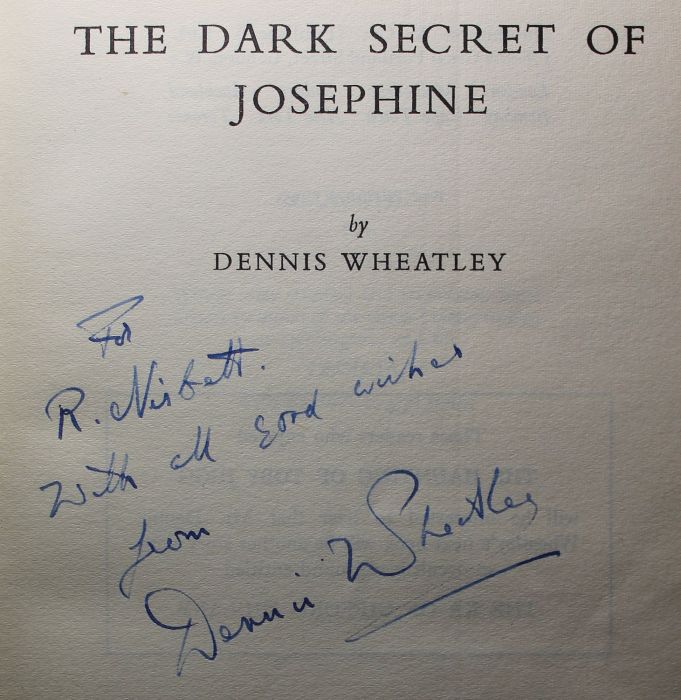 THE DARK SECRET OF
JOSEPHINE
by
DENNIS WHEATLEY
For
R. Nisbett.
With all good wishes
from
Dennis Wheatley